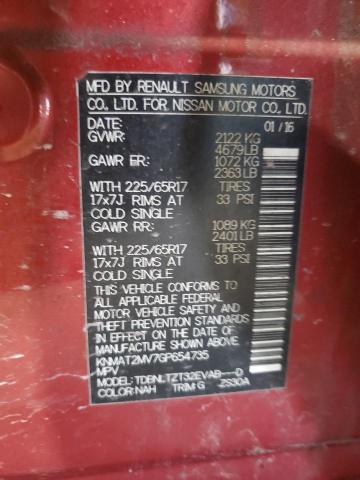 MFD BY RENAULT SAMSUNG MOTORS
CO., LTD. FOR NISSAN MOTOR CO., LTD.
DATE: 01/16
GVWR: 2122 KG
4679 LB
GAWR FR: 1072 KG
2363 LB
WITH 225/65R17 TIRES
17x7J RIMS AT 33 PSI
COLD SINGLE
GAWR RR: 1089 KG
2401 LB
WITH 225/65R17 TIRES
17x7J RIMS AT 33 PSI
COLD SINGLE
THIS VEHICLE CONFORMS TO
ALL APPLICABLE FEDERAL
MOTOR VEHICLE SAFETY AND
THEFT PREVENTION STANDARDS
IN EFFECT ON THE DATE OF
MANUFACTURE SHOWN ABOVE.
KNMAT2MV7GP654735
MPV
MODEL: TDBNLTZT32EVAB---D
COLOR: NAH TRIM: G ZS30A